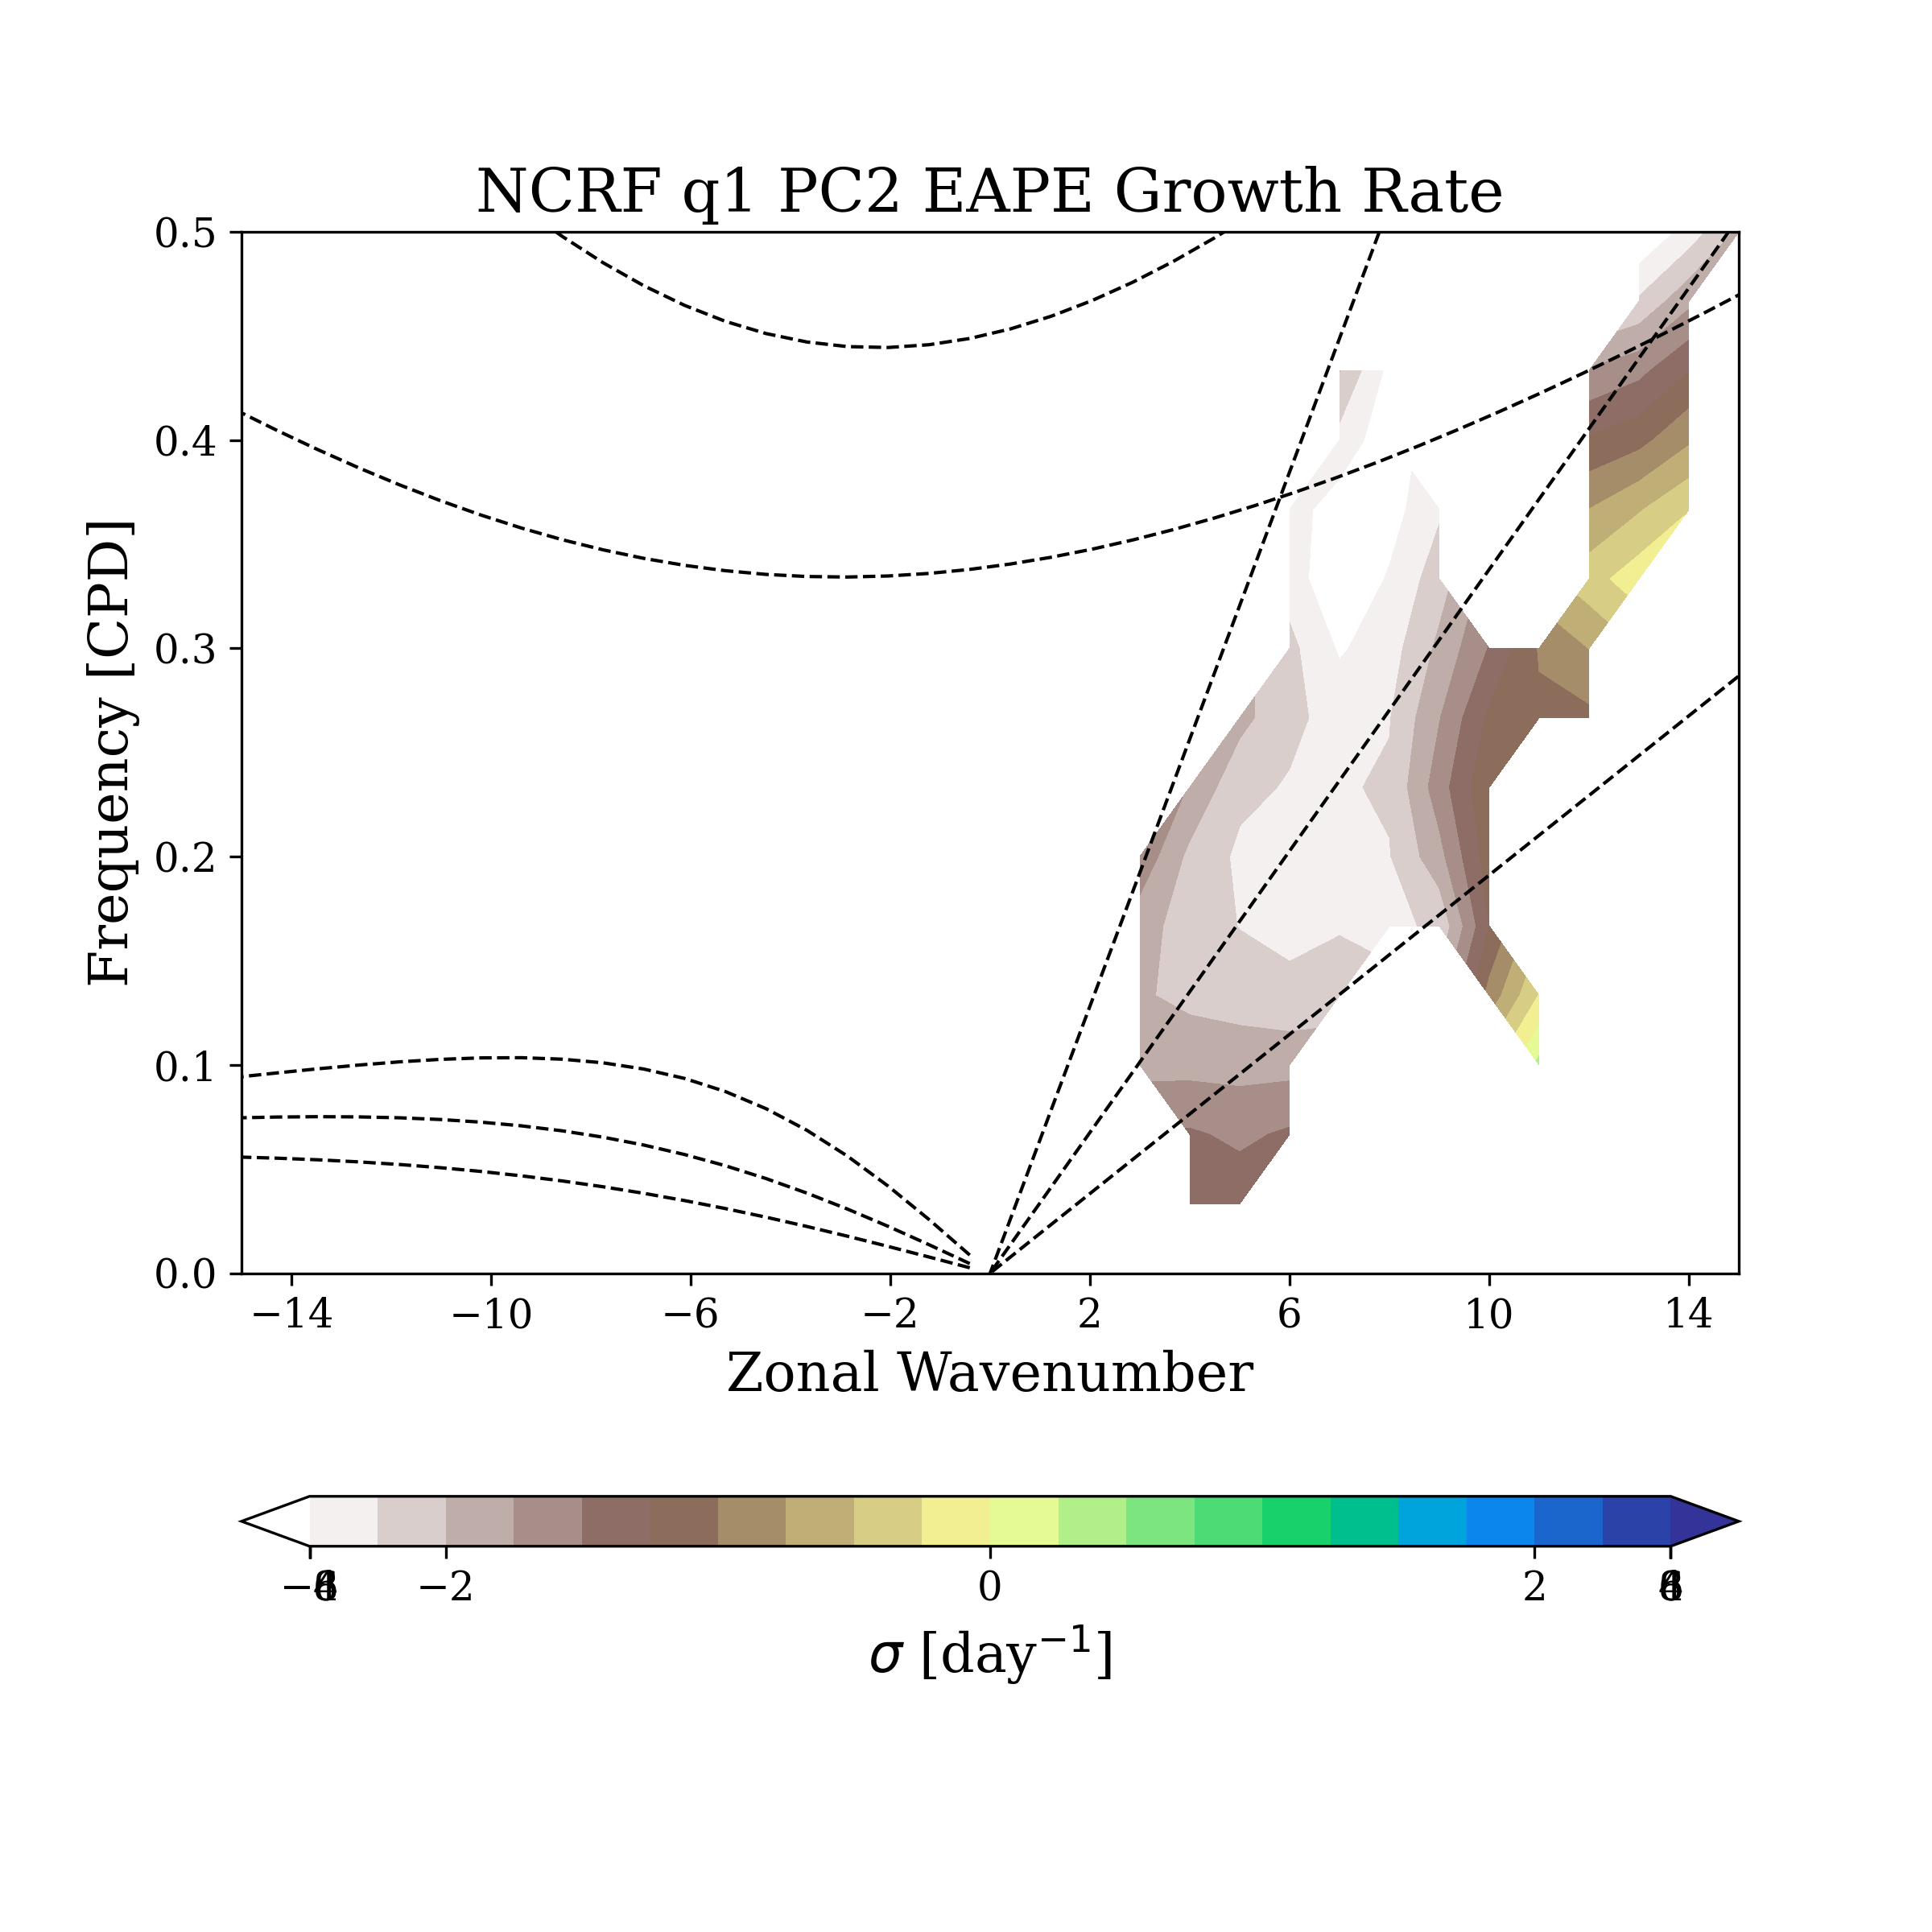 NCRF q1 PC2 EAPE Growth Rate
0.5
0.4
0.3
0.2
0.1
0.0
Frequency [CPD]
−14 −10 −6 −2 2 6 10 14
Zonal Wavenumber
−2 0 2
σ [day⁻¹]